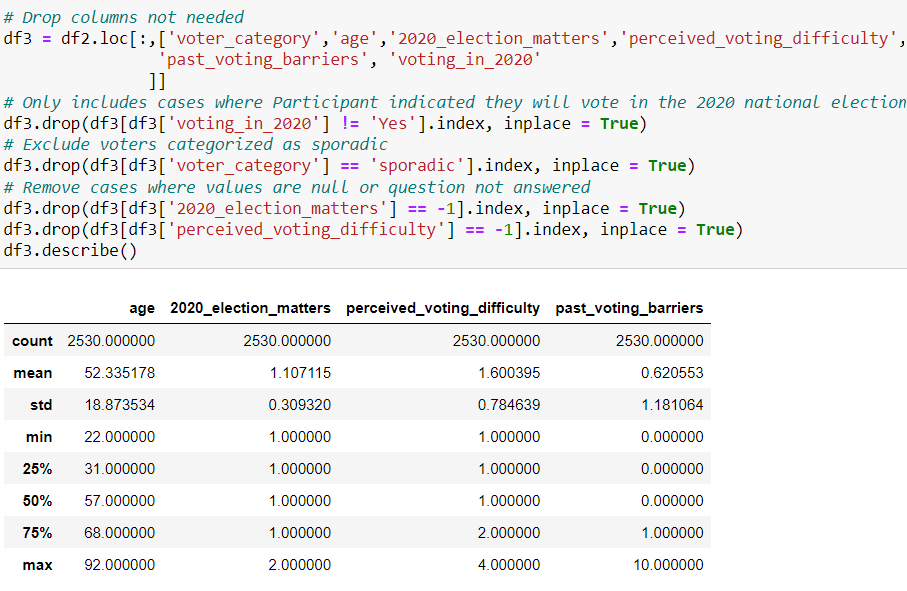 # Drop columns not needed
df3 = df2.loc[:,['voter_category','age','2020_election_matters','perceived_voting_difficulty',
'past_voting_barriers', 'voting_in_2020'
]]
# Only includes cases where Participant indicated they will vote in the 2020 national election
df3.drop(df3[df3['voting_in_2020'] != 'Yes'].index, inplace = True)
# Exclude voters categorized as sporadic
df3.drop(df3[df3['voter_category'] == 'sporadic'].index, inplace = True)
# Remove cases where values are null or question not answered
df3.drop(df3[df3['2020_election_matters'] == -1].index, inplace = True)
df3.drop(df3[df3['perceived_voting_difficulty'] == -1].index, inplace = True)
df3.describe()
age 2020_election_matters perceived_voting_difficulty past_voting_barriers
count 2530.000000 2530.000000 2530.000000 2530.000000
mean 52.335178 1.107115 1.600395 0.620553
std 18.873534 0.309320 0.784639 1.181064
min 22.000000 1.000000 1.000000 0.000000
25% 31.000000 1.000000 1.000000 0.000000
50% 57.000000 1.000000 1.000000 0.000000
75% 68.000000 1.000000 2.000000 1.000000
max 92.000000 2.000000 4.000000 10.000000